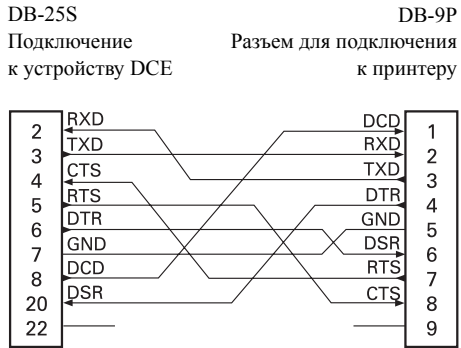 DB-25S
DB-9P
Подключение
Разъем для подключения
к устройству DCE
к принтеру
RXD
DCD
2
1
TXD
RXD
3
2
CTS
TXD
4
3
RTS
DTR
5
4
DTR
GND
6
5
GND
DSR
7
6
DCD
RTS
8
7
DSR
CTS
20
8
22
9